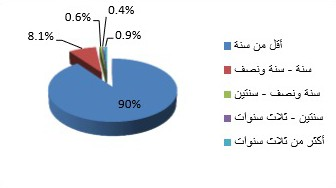 0.4%
0.6%
8.1%
0.9%
90%
أقل من سنة
سنة - سنة ونصف
سنة ونصف - سنتين
سنتين - ثلاث سنوات
أكثر من ثلاث سنوات